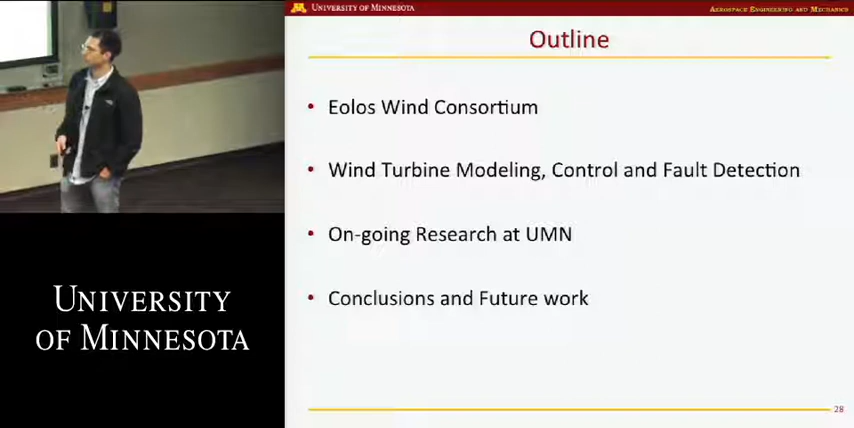 UNIVERSITY OF MINNESOTA
AEROSPACE ENGINEERING AND MECHANICS
Outline
• Eolos Wind Consortium
• Wind Turbine Modeling, Control and Fault Detection
• On-going Research at UMN
• Conclusions and Future work
28
UNIVERSITY
OF MINNESOTA